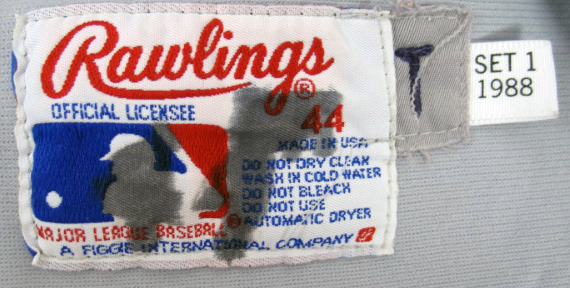 Rawlings®
OFFICIAL LICENSEE
44
MADE IN USA
DO NOT DRY CLEAN
WASH IN COLD WATER
DO NOT BLEACH
DO NOT USE
AUTOMATIC DRYER
MAJOR LEAGUE BASEBALL®
A FIGGIE INTERNATIONAL COMPANY
T
SET 1
1988